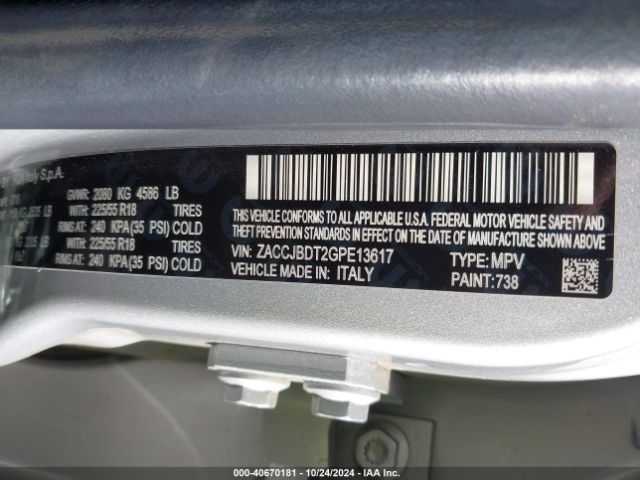 Italy S.p.A.
GVWR: 2080 KG 4586 LB
WITH: 225/55 R18 TIRES
RIMS AT: 240 KPA(35 PSI) COLD
WITH: 225/55 R18 TIRES
RIMS AT: 240 KPA(35 PSI) COLD
THIS VEHICLE CONFORMS TO ALL APPLICABLE U.S.A. FEDERAL MOTOR VEHICLE SAFETY AND
THEFT PREVENTION STANDARDS IN EFFECT ON THE DATE OF MANUFACTURE SHOWN ABOVE
VIN: ZACCJBDT2GPE13617 TYPE: MPV
VEHICLE MADE IN: ITALY PAINT: 738
000-40670181 - 10/24/2024 - IAA Inc.